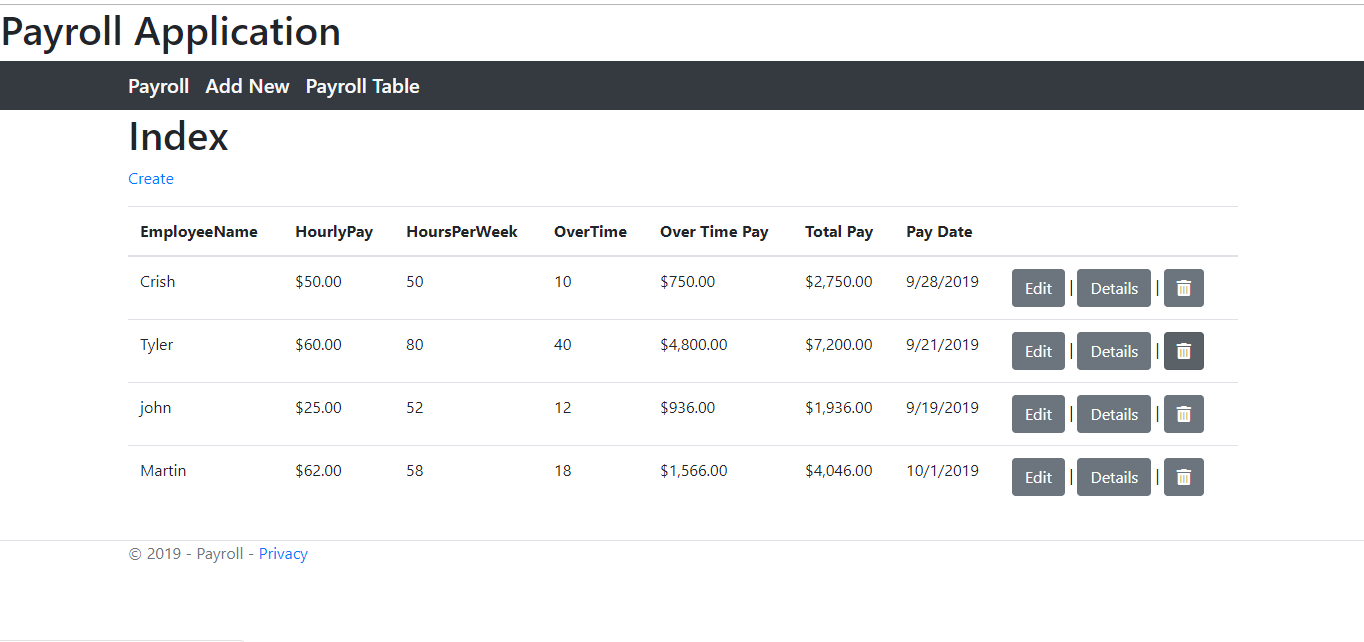 Payroll Application
Payroll Add New Payroll Table
Index
Create
EmployeeName HourlyPay HoursPerWeek OverTime Over Time Pay Total Pay Pay Date
Crish $50.00 50 10 $750.00 $2,750.00 9/28/2019 Edit | Details |
Tyler $60.00 80 40 $4,800.00 $7,200.00 9/21/2019 Edit | Details |
john $25.00 52 12 $936.00 $1,936.00 9/19/2019 Edit | Details |
Martin $62.00 58 18 $1,566.00 $4,046.00 10/1/2019 Edit | Details |
© 2019 - Payroll - Privacy